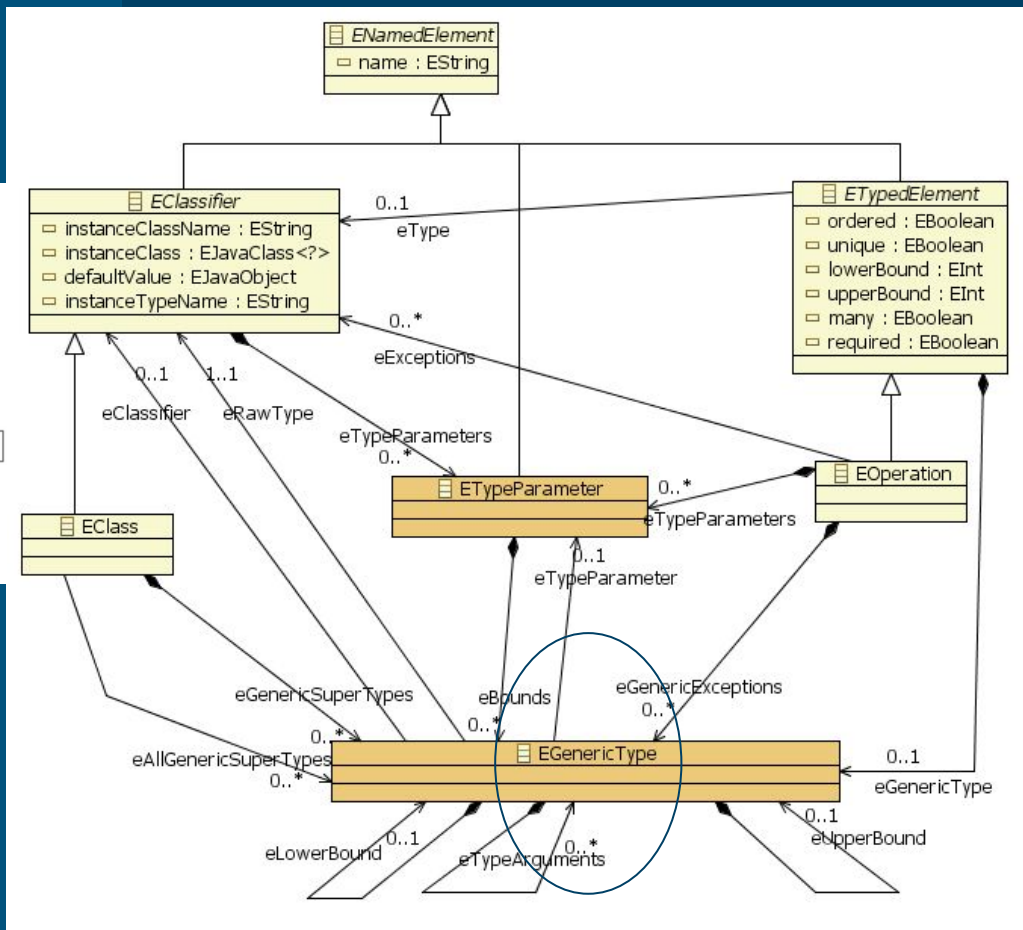 ENamedElement
name : EString
EClassifier
instanceClassName : EString
instanceClass : EJavaClass<?>
defaultValue : EJavaObject
instanceTypeName : EString
0..1
eType
ETypedElement
ordered : EBoolean
unique : EBoolean
lowerBound : EInt
upperBound : EInt
many : EBoolean
required : EBoolean
0..*
eExceptions
0..1
eClassifier
1..1
eRawType
eTypeParameters
0..*
ETypeParameter
0..*
eTypeParameters
EOperation
EClass
0..1
eTypeParameter
eGenericSuperTypes
0..*
eBounds
0..*
eGenericExceptions
0..*
eAllGenericSuperTypes
0..*
EGenericType
0..1
eGenericType
eLowerBound
0..1
eTypeArguments
0..*
0..1
eUpperBound